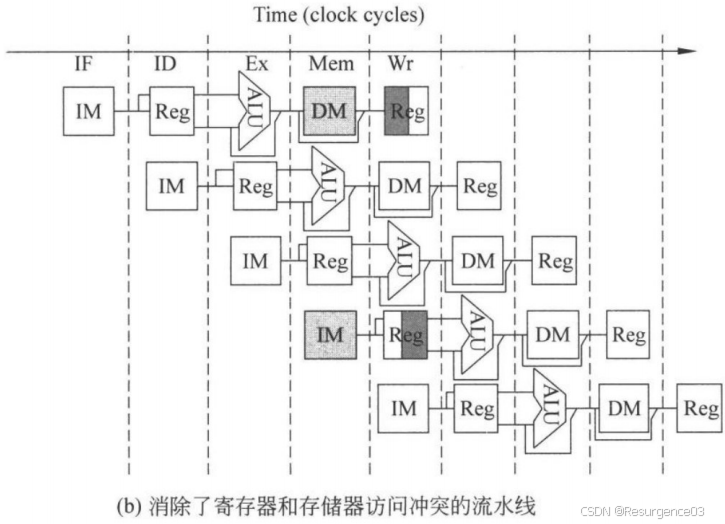 Time (clock cycles)
IF ID Ex Mem Wr
IM Reg ALU DM Reg
IM Reg ALU DM Reg
IM Reg ALU DM Reg
IM Reg ALU DM Reg
IM Reg ALU DM Reg
(b) 消除了寄存器和存储器访问冲突的流水线
CSDN @Resurgence03